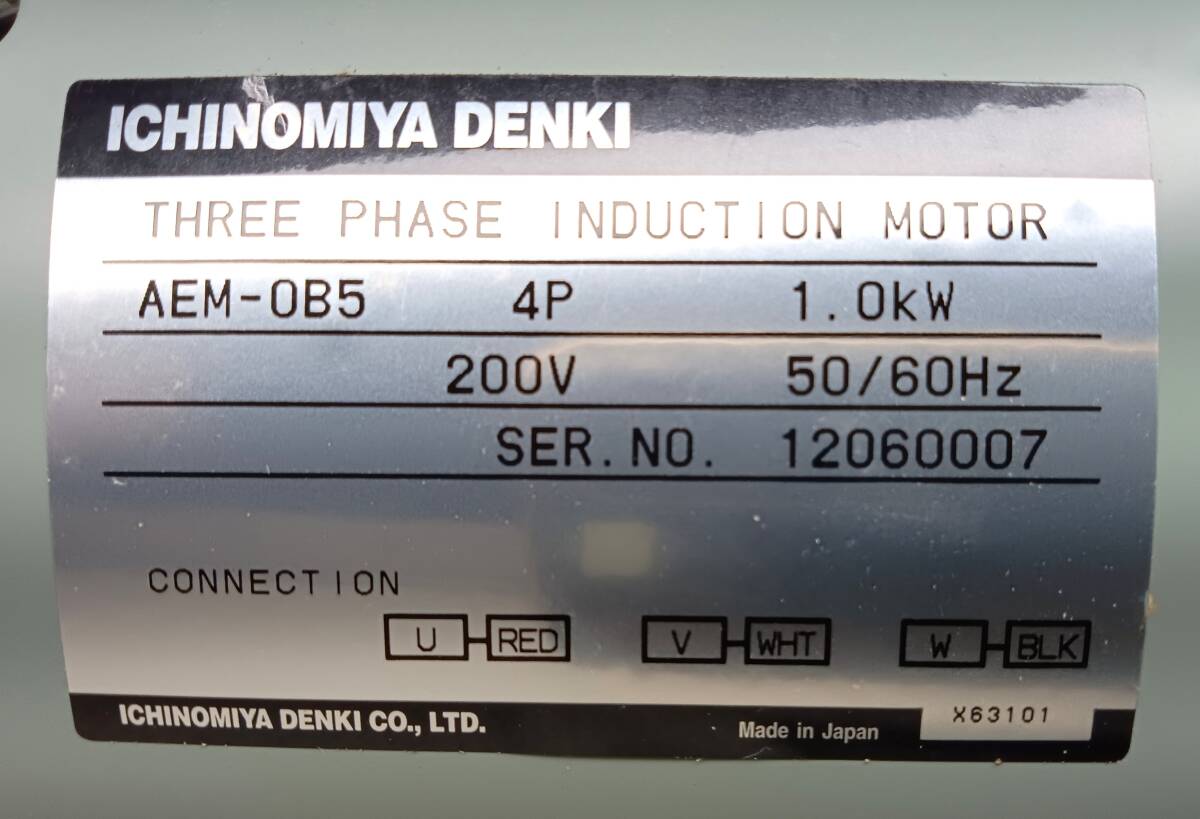 ICHINOMIYA DENKI
THREE PHASE INDUCTION MOTOR
AEM-0B5 4P 1.0kW
200V 50/60Hz
SER.NO. 12060007
CONNECTION
U RED V WHT W BLK
ICHINOMIYA DENKI CO., LTD. Made in Japan X63101